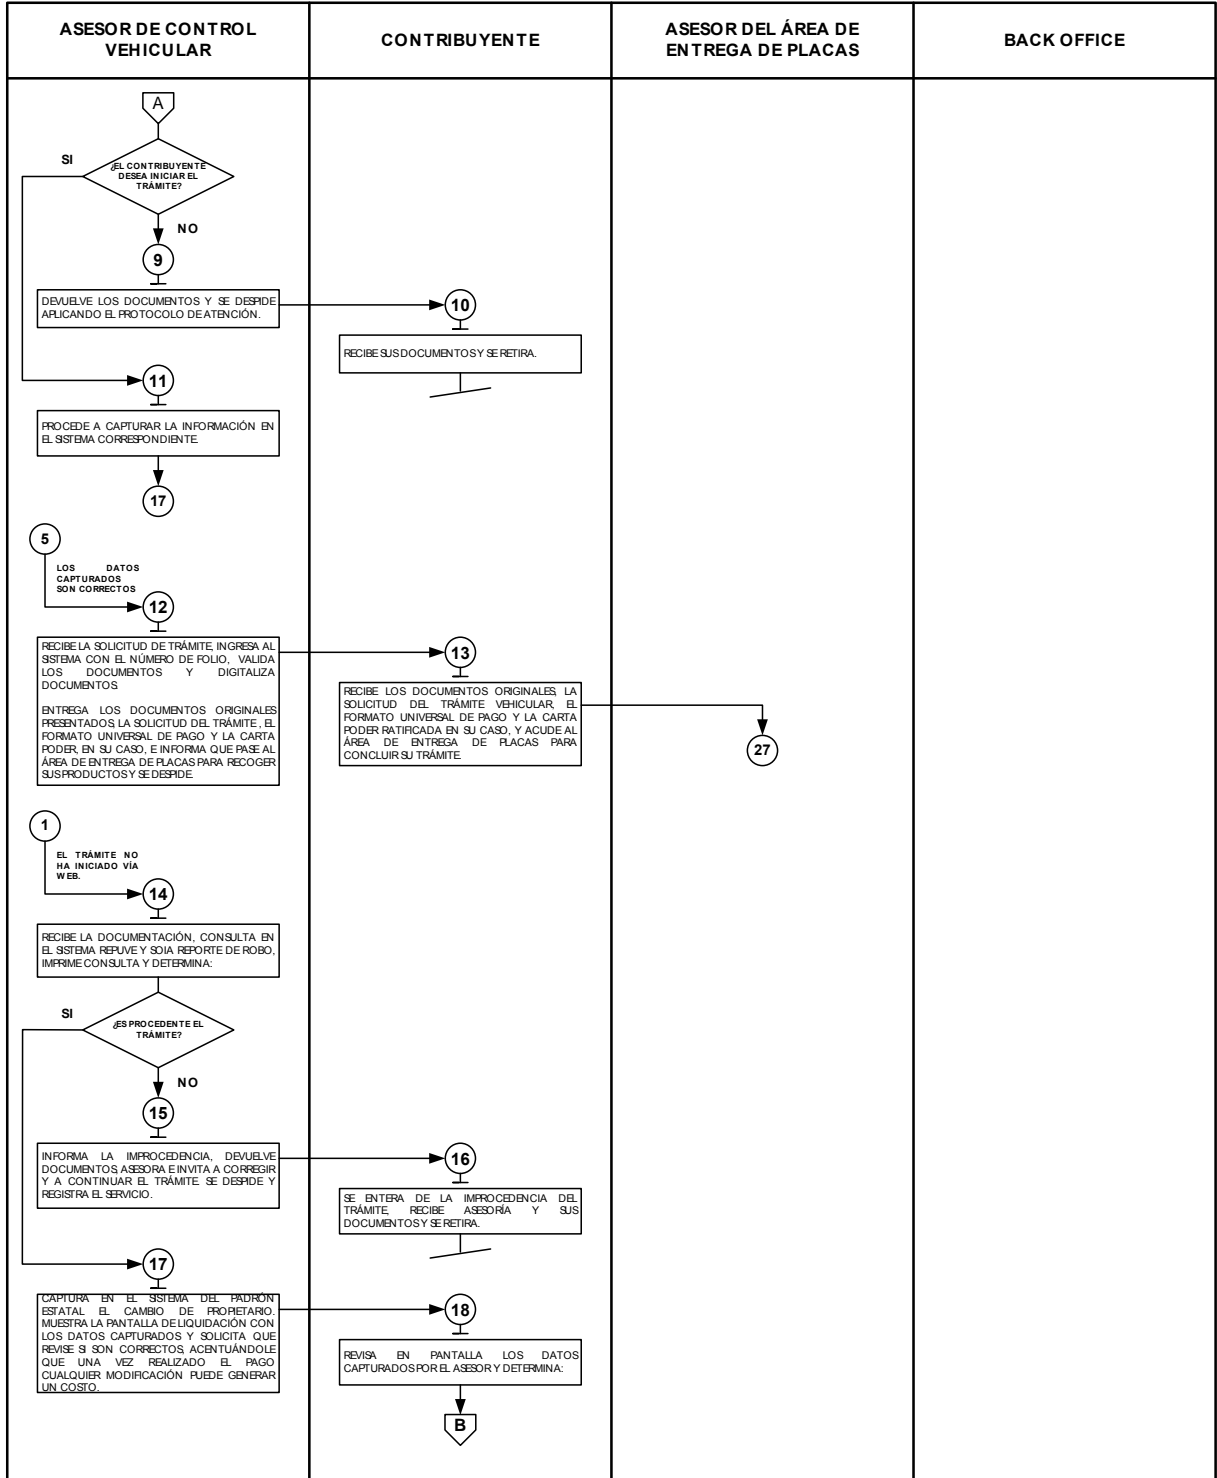 ASESOR DE CONTROL
VEHICULAR
CONTRIBUYENTE
ASESOR DEL ÁREA DE
ENTREGA DE PLACAS
BACK OFFICE
A
¿EL CONTRIBUYENTE
DESEA INICIAR EL
TRÁMITE?
SI
NO
9
DEVUELVE LOS DOCUMENTOS Y SE DESPIDE
APLICANDO EL PROTOCOLO DE ATENCIÓN.
10
RECIBE SUS DOCUMENTOS Y SE RETIRA.
11
PROCEDE A CAPTURAR LA INFORMACIÓN EN
EL SISTEMA CORRESPONDIENTE.
17
5
LOS DATOS
CAPTURADOS
SON CORRECTOS
12
RECIBE LA SOLICITUD DE TRÁMITE, INGRESA AL
SISTEMA CON EL NÚMERO DE FOLIO, VALIDA
LOS DOCUMENTOS Y DIGITALIZA
DOCUMENTOS.
ENTREGA LOS DOCUMENTOS ORIGINALES
PRESENTADOS, LA SOLICITUD DEL TRÁMITE , EL
FORMATO UNIVERSAL DE PAGO Y LA CARTA
PODER, EN SU CASO, E INFORMA QUE PASE AL
ÁREA DE ENTREGA DE PLACAS PARA RECOGER
SUS PRODUCTOS Y SE DESPIDE.
13
RECIBE LOS DOCUMENTOS ORIGINALES, LA
SOLICITUD DEL TRÁMITE VEHICULAR, EL
FORMATO UNIVERSAL DE PAGO Y LA CARTA
PODER RATIFICADA EN SU CASO, Y ACUDE AL
ÁREA DE ENTREGA DE PLACAS PARA
CONCLUIR SU TRÁMITE.
27
1
EL TRÁMITE NO
HA INICIADO VÍA
WEB.
14
RECIBE LA DOCUMENTACIÓN, CONSULTA EN
EL SISTEMA REPUVE Y SOIA REPORTE DE ROBO,
IMPRIME CONSULTA Y DETERMINA:
SI
¿ES PROCEDENTE EL
TRÁMITE?
NO
15
INFORMA LA IMPROCEDENCIA, DEVUELVE
DOCUMENTOS, ASESORA E INVITA A CORREGIR
Y A CONTINUAR EL TRÁMITE. SE DESPIDE Y
REGISTRA EL SERVICIO.
16
SE ENTERA DE LA IMPROCEDENCIA DEL
TRÁMITE, RECIBE ASESORÍA Y SUS
DOCUMENTOS Y SE RETIRA.
17
CAPTURA EN EL SISTEMA DEL PADRÓN
ESTATAL EL CAMBIO DE PROPIETARIO.
MUESTRA LA PANTALLA DE LIQUIDACIÓN CON
LOS DATOS CAPTURADOS Y SOLICITA QUE
REVISE SI SON CORRECTOS, ACENTUÁNDOLE
QUE UNA VEZ REALIZADO EL PAGO
CUALQUIER MODIFICACIÓN PUEDE GENERAR
UN COSTO.
18
REVISA EN PANTALLA LOS DATOS
CAPTURADOS POR EL ASESOR Y DETERMINA:
B